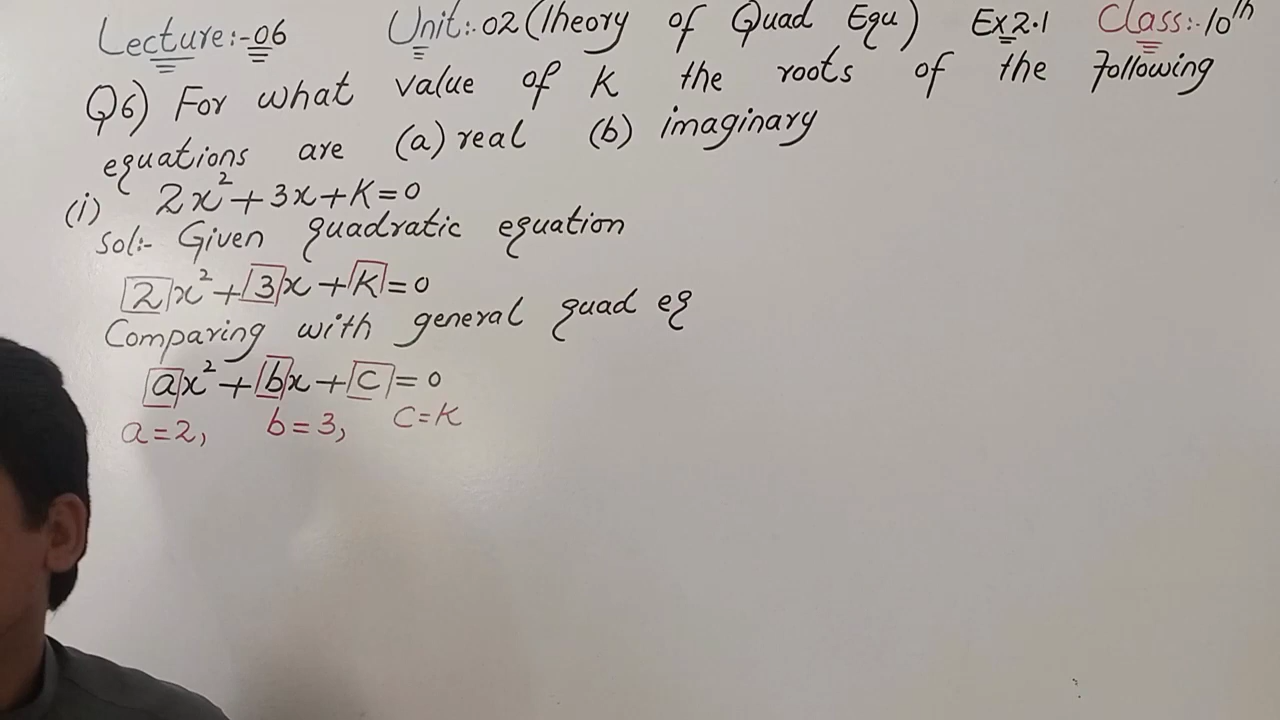 Lecture:-06 Unit:-02 (Theory of Quad Equ) Ex2.1 Class:-10th
Q6) For what value of K the roots of the following
equations are (a) real (b) imaginary
(i) 2x²+3x+K=0
Sol:- Given quadratic equation
2x²+3x+k=0
Comparing with general quad eq
ax²+bx+c=0
a=2, b=3, c=K